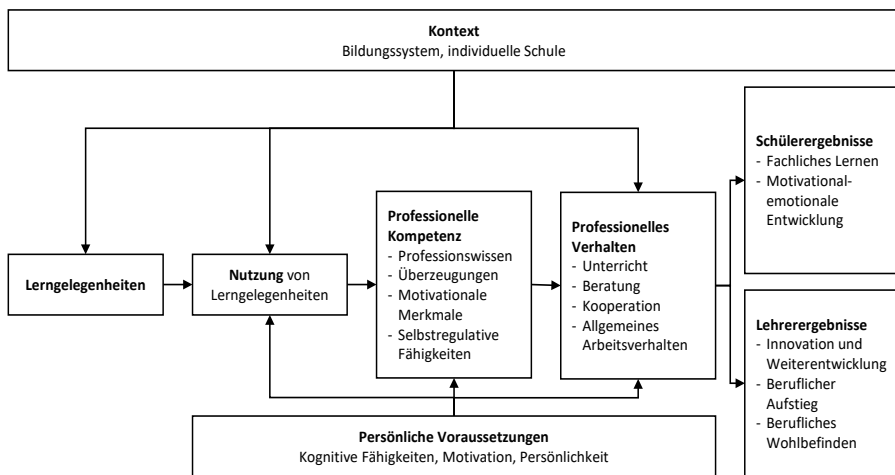 Kontext
Bildungssystem, individuelle Schule
Lerngelegenheiten
Nutzung von
Lerngelegenheiten
Professionelle
Kompetenz
- Professionswissen
- Überzeugungen
- Motivationale
Merkmale
- Selbstregulative
Fähigkeiten
Professionelles
Verhalten
- Unterricht
- Beratung
- Kooperation
- Allgemeines
Arbeitsverhalten
Schülerergebnisse
- Fachliches Lernen
- Motivational-
emotionale
Entwicklung
Lehrerergebnisse
- Innovation und
Weiterentwicklung
- Beruflicher
Aufstieg
- Berufliches
Wohlbefinden
Persönliche Voraussetzungen
Kognitive Fähigkeiten, Motivation, Persönlichkeit